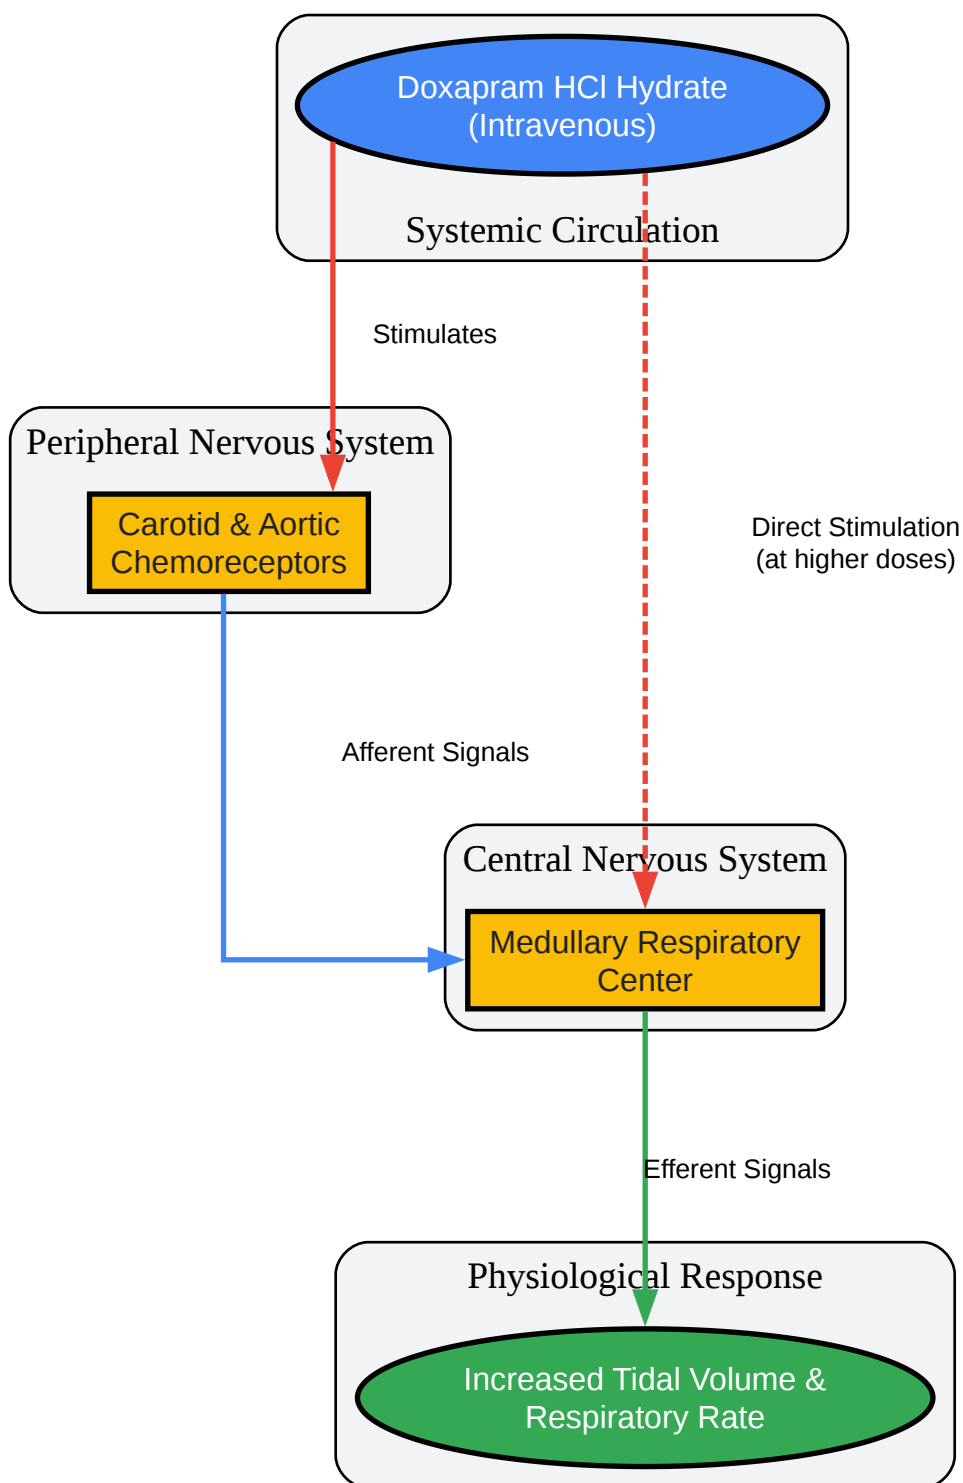 Doxapram HCl Hydrate
(Intravenous)
Systemic Circulation
Stimulates
Peripheral Nervous System
Carotid & Aortic
Chemoreceptors
Direct Stimulation
(at higher doses)
Afferent Signals
Central Nervous System
Medullary Respiratory
Center
Efferent Signals
Physiological Response
Increased Tidal Volume &
Respiratory Rate